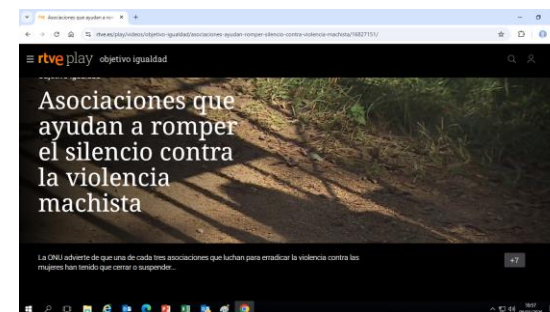 Asociaciones que ayudan a r
rtve.es/play/videos/objetivo-igualdad/asociaciones-ayudan-romper-silencio-contra-violencia-machista/16827151/
rtve play objetivo igualdad
Asociaciones que
ayudan a romper
el silencio contra
la violencia
machista
La ONU advierte de que una de cada tres asociaciones que luchan para erradicar la violencia contra las
mujeres han tenido que cerrar o suspender...
+7